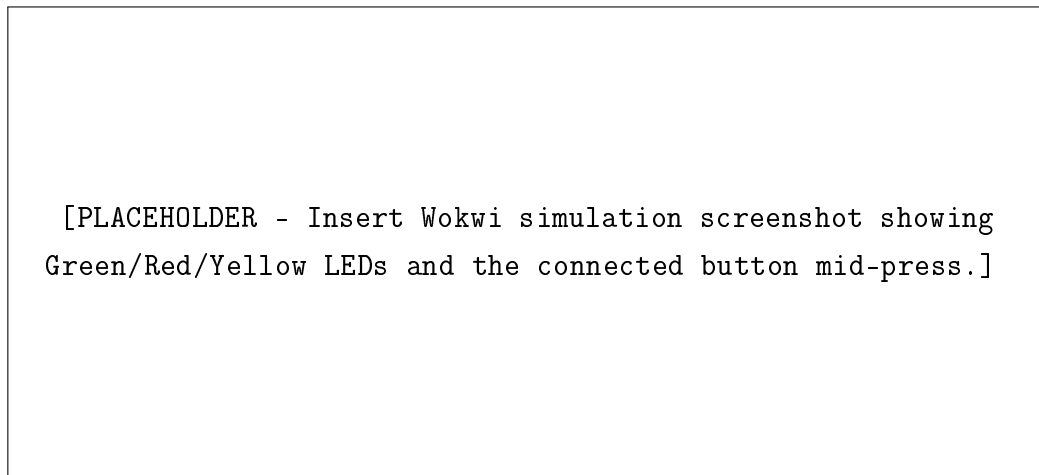 [PLACEHOLDER - Insert Wokwi simulation screenshot showing
Green/Red/Yellow LEDs and the connected button mid-press.]